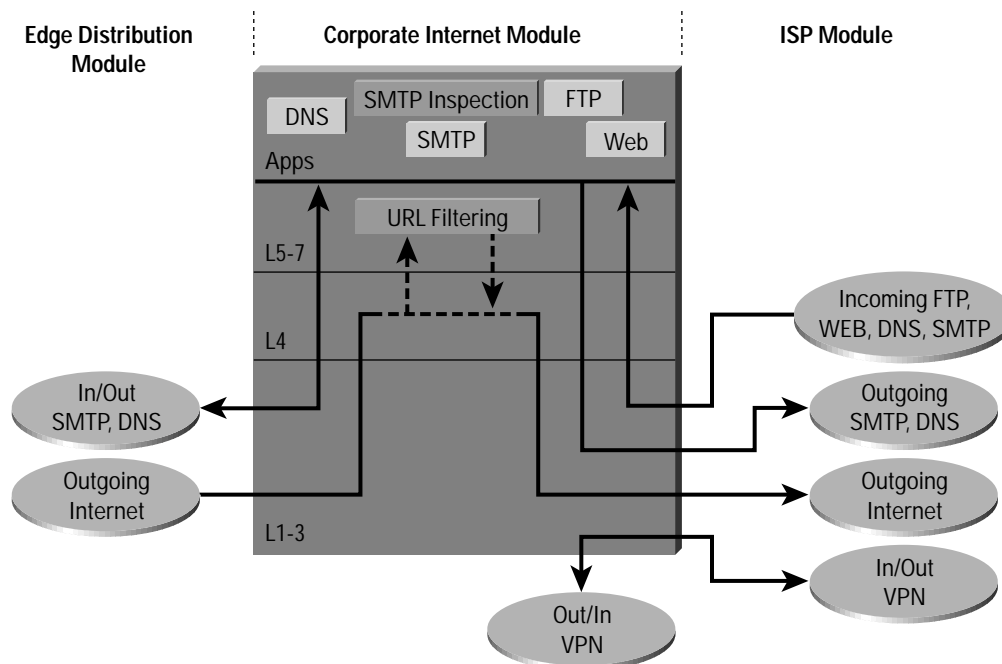 Edge Distribution
Module
Corporate Internet Module
ISP Module
SMTP Inspection
FTP
DNS
SMTP
Web
Apps
URL Filtering
L5-7
L4
L1-3
Incoming FTP,
WEB, DNS, SMTP
In/Out
SMTP, DNS
Outgoing
SMTP, DNS
Outgoing
Internet
Outgoing
Internet
In/Out
VPN
Out/In
VPN